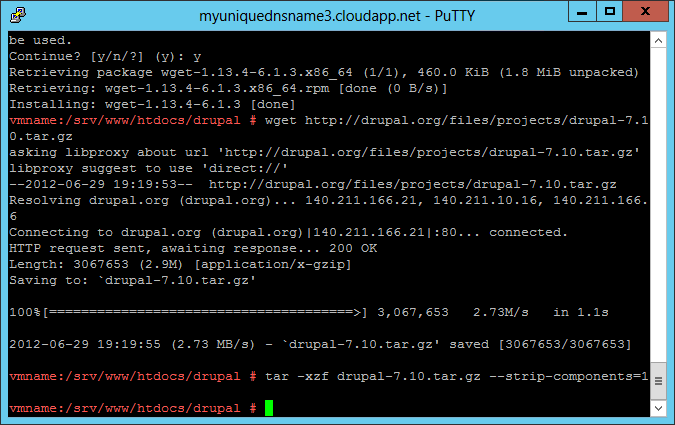 myuniquednsname3.cloudapp.net - PuTTY
be used.
Continue? [y/n/?] (y): y
Retrieving package wget-1.13.4-6.1.3.x86_64 (1/1), 460.0 KiB (1.8 MiB unpacked)
Retrieving: wget-1.13.4-6.1.3.x86_64.rpm [done (0 B/s)]
Installing: wget-1.13.4-6.1.3 [done]
vmname:/srv/www/htdocs/drupal # wget http://drupal.org/files/projects/drupal-7.1
0.tar.gz
asking libproxy about url 'http://drupal.org/files/projects/drupal-7.10.tar.gz'
libproxy suggest to use 'direct://'
--2012-06-29 19:19:53--  http://drupal.org/files/projects/drupal-7.10.tar.gz
Resolving drupal.org (drupal.org)... 140.211.166.21, 140.211.10.16, 140.211.166.
6
Connecting to drupal.org (drupal.org)|140.211.166.21|:80... connected.
HTTP request sent, awaiting response... 200 OK
Length: 3067653 (2.9M) [application/x-gzip]
Saving to: `drupal-7.10.tar.gz'
100%[======================================>] 3,067,653   2.73M/s   in 1.1s
2012-06-29 19:19:55 (2.73 MB/s) - `drupal-7.10.tar.gz' saved [3067653/3067653]
vmname:/srv/www/htdocs/drupal # tar -xzf drupal-7.10.tar.gz --strip-components=1
vmname:/srv/www/htdocs/drupal #